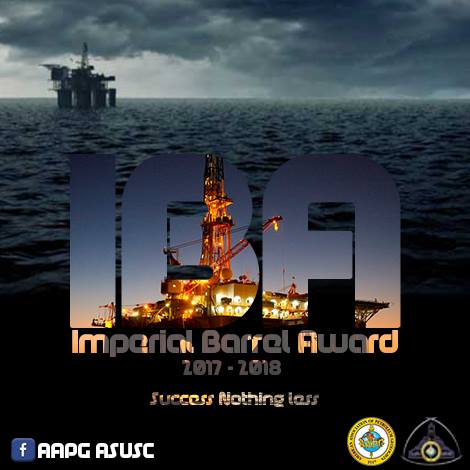 IBA
Imperial Barrel Award
2017 - 2018
Success Nothing Less
f AAPG ASUSC